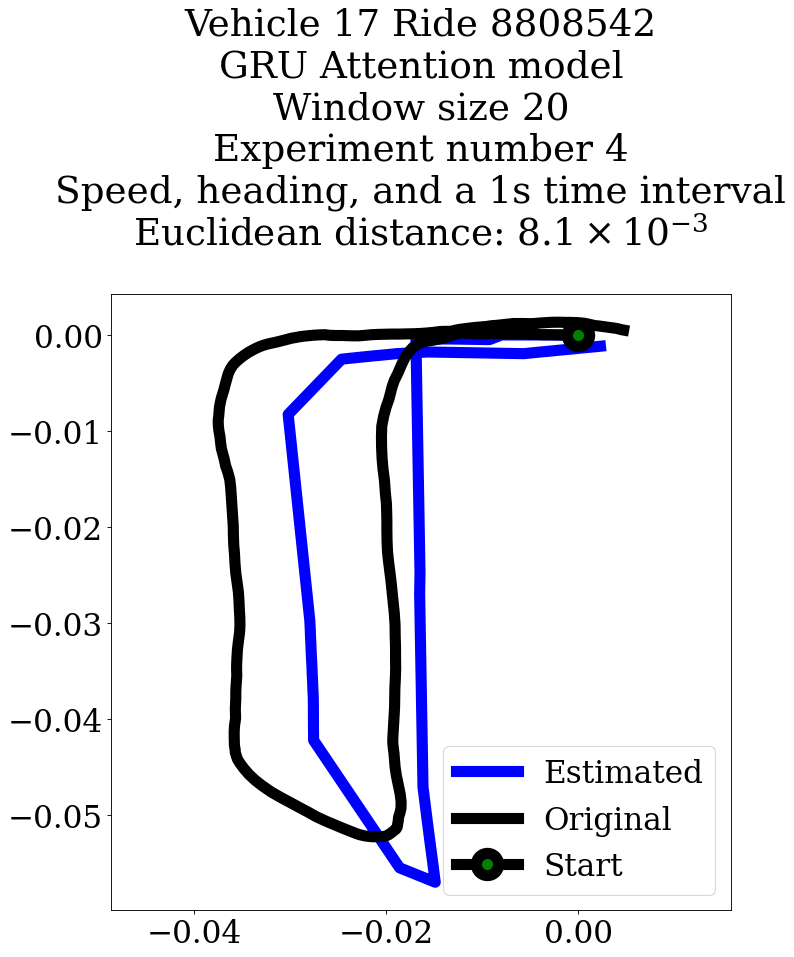 Vehicle 17 Ride 8808542
GRU Attention model
Window size 20
Experiment number 4
Speed, heading, and a 1s time interval
Euclidean distance: 8.1 × 10⁻³
0.00
−0.01
−0.02
−0.03
−0.04
−0.05
Estimated
Original
Start
−0.04
−0.02
0.00